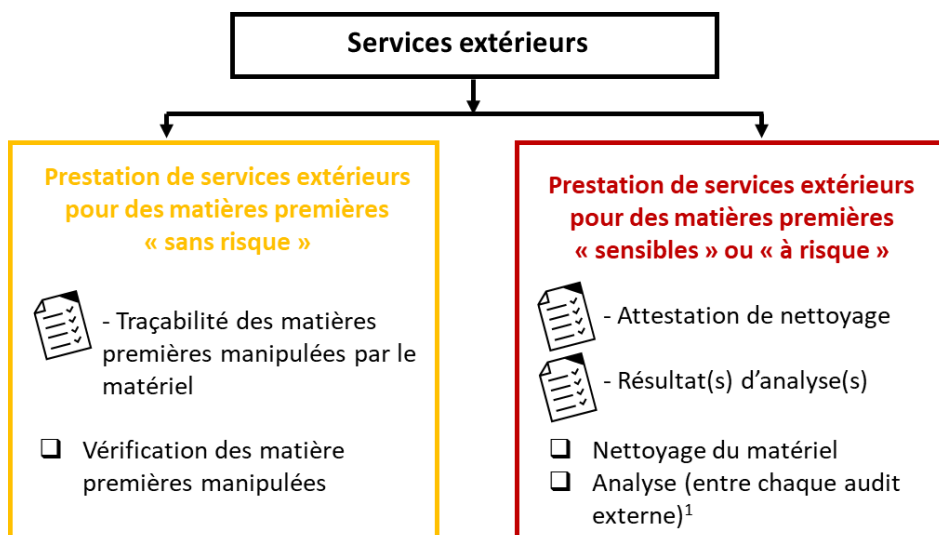 Services extérieurs
Prestation de services extérieurs
pour des matières premières
« sans risque »
- Traçabilité des matières
premières manipulées par le
matériel
❑ Vérification des matière
premières manipulées
Prestation de services extérieurs
pour des matières premières
« sensibles » ou « à risque »
- Attestation de nettoyage
- Résultat(s) d’analyse(s)
❑ Nettoyage du matériel
❑ Analyse (entre chaque audit
externe)¹